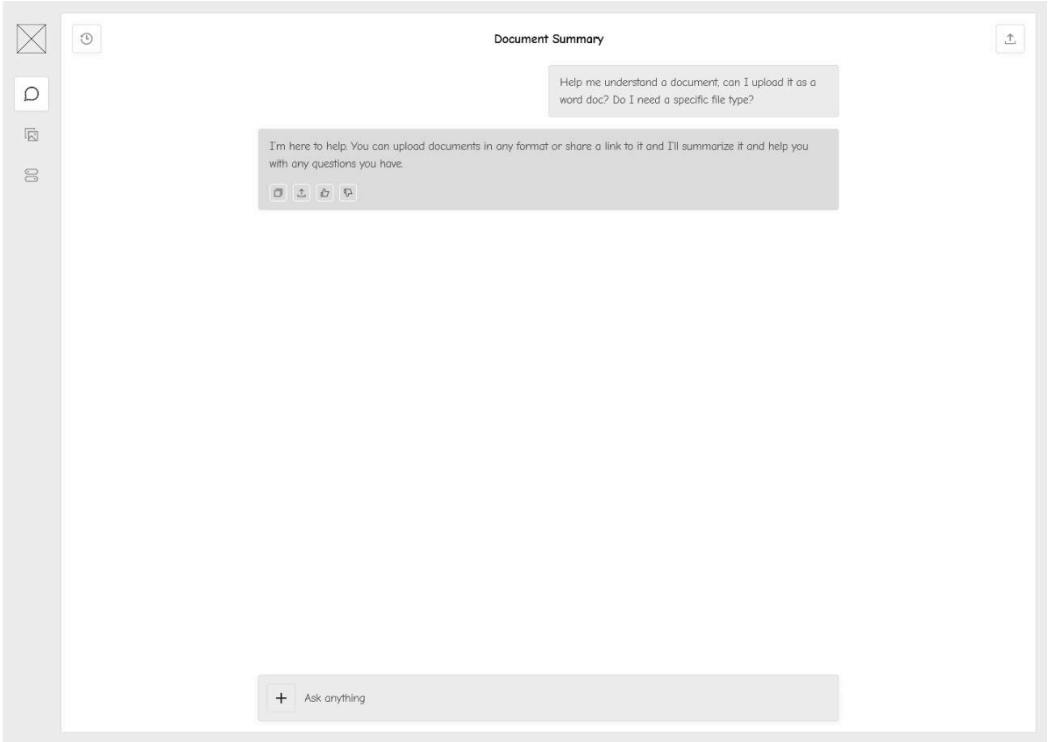 Document Summary
Help me understand a document, can I upload it as a
word doc? Do I need a specific file type?
I'm here to help. You can upload documents in any format or share a link to it and I'll summarize it and help you
with any questions you have.
Ask anything